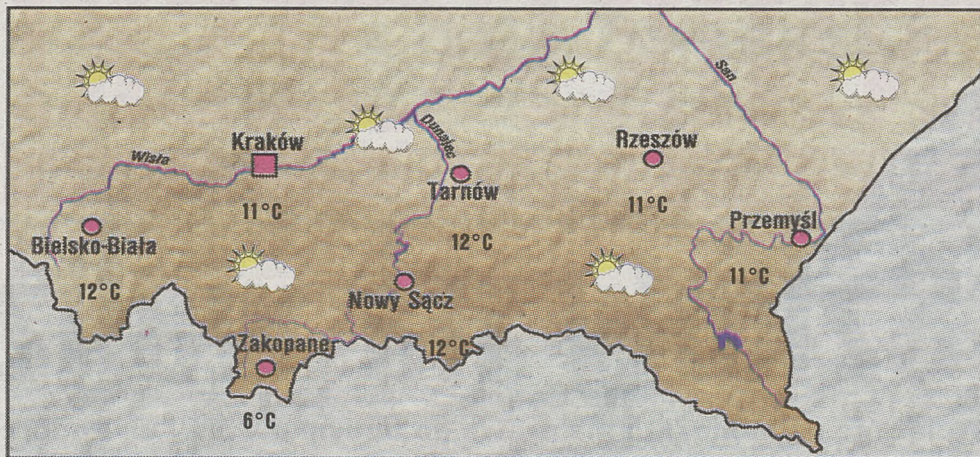 San
Dunajec
Kraków
Rzeszów
Wisła
Tarnów
11°C
11°C
Przemyśl
Bielsko-Biała
12°C
11°C
12°C
Nowy Sącz
Zakopane
12°C
6°C